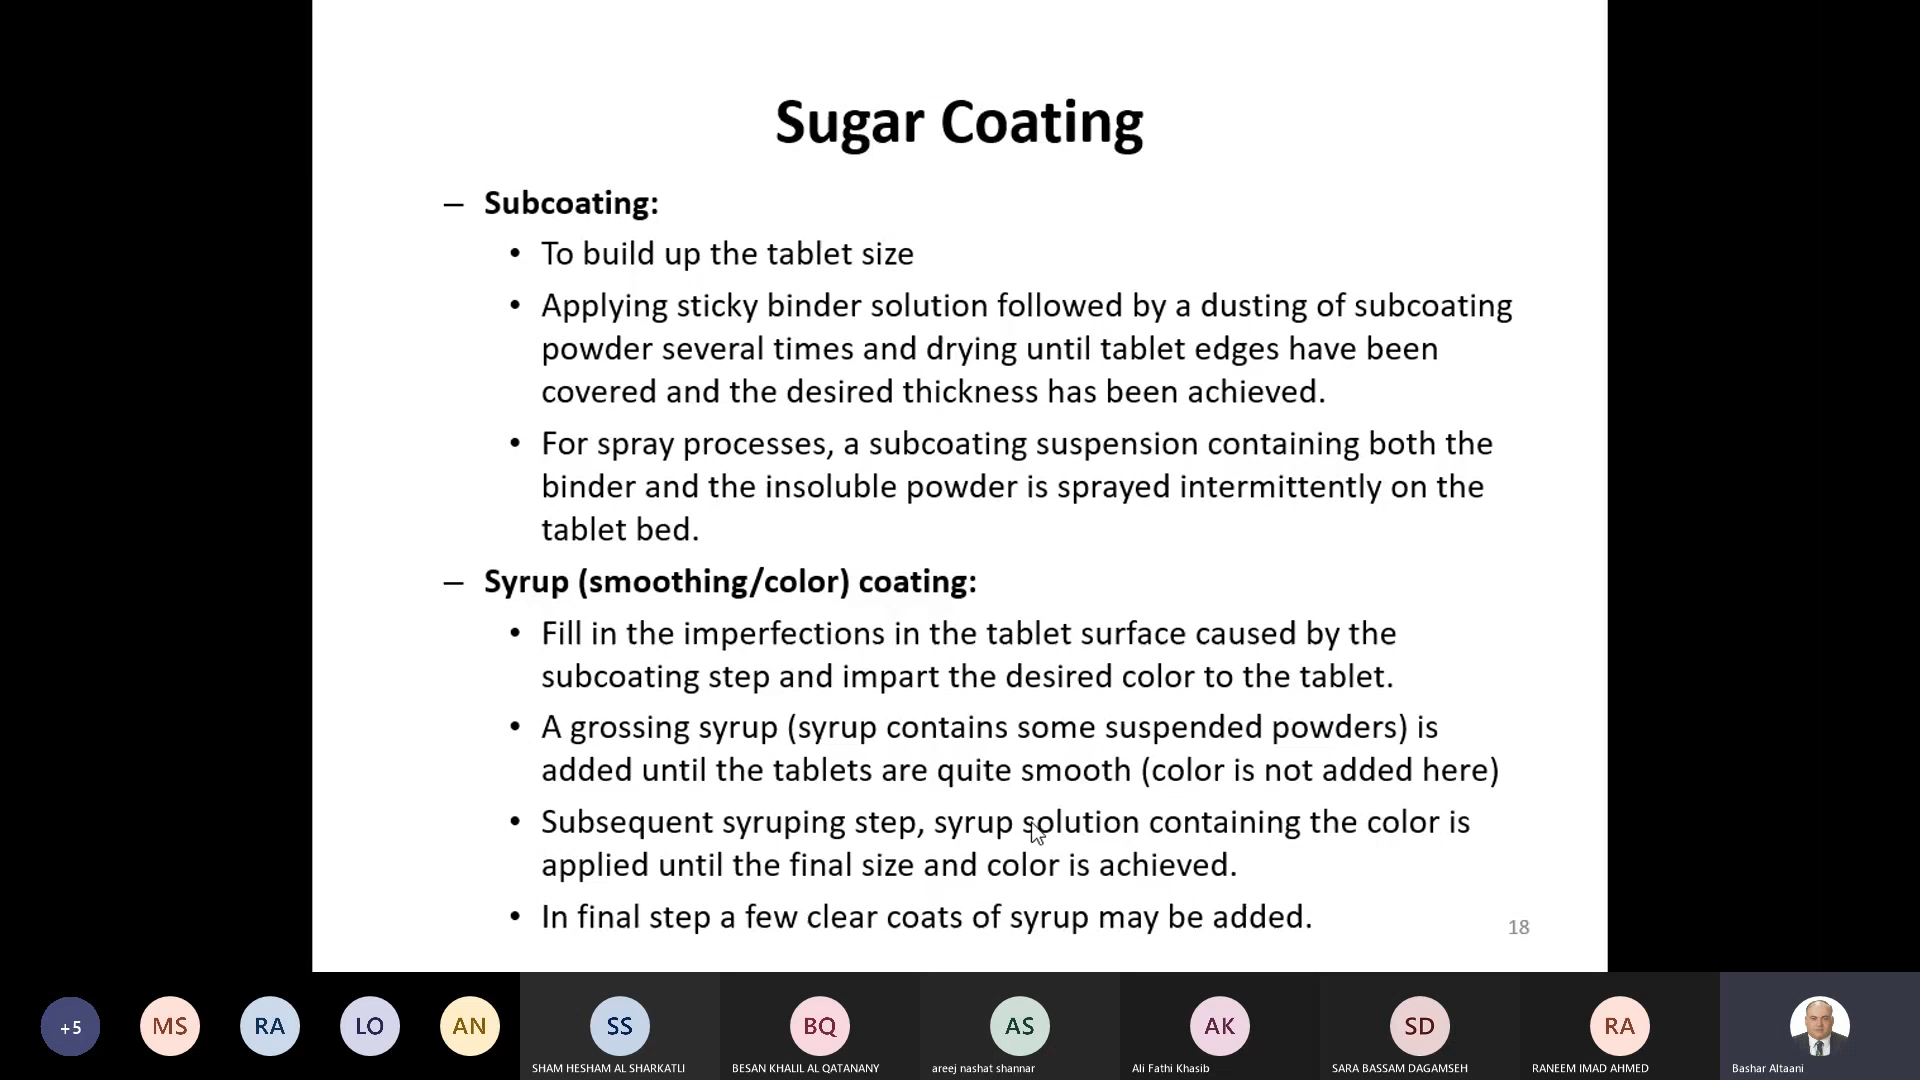 Sugar Coating
– Subcoating:
• To build up the tablet size
• Applying sticky binder solution followed by a dusting of subcoating
powder several times and drying until tablet edges have been
covered and the desired thickness has been achieved.
• For spray processes, a subcoating suspension containing both the
binder and the insoluble powder is sprayed intermittently on the
tablet bed.
– Syrup (smoothing/color) coating:
• Fill in the imperfections in the tablet surface caused by the
subcoating step and impart the desired color to the tablet.
• A grossing syrup (syrup contains some suspended powders) is
added until the tablets are quite smooth (color is not added here)
• Subsequent syruping step, syrup solution containing the color is
applied until the final size and color is achieved.
• In final step a few clear coats of syrup may be added.
18
+5 MS RA LO AN SS BQ AS AK SD RA
SHAM HESHAM AL SHARKATLI BESAN KHALIL AL QATANANY areej nashat shannar Ali Fathi Khasib SARA BASSAM DAGAMSEH RANEEM IMAD AHMED Bashar Altaani